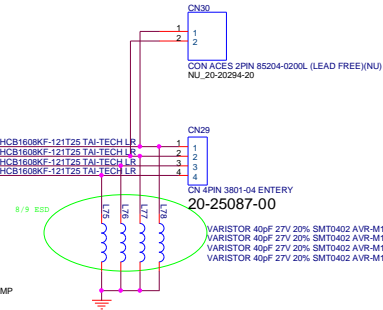 CN30
1
1
2
2
CON ACES 2PIN 85204-0200L (LEAD FREE)(NU)
NU_20-20294-20
CN29
HCB1608KF-121T25 TAI-TECH LR
1
1
HCB1608KF-121T25 TAI-TECH LR
2
2
HCB1608KF-121T25 TAI-TECH LR
3
3
HCB1608KF-121T25 TAI-TECH LR
4
4
CN 4PIN 3801-04 ENTERY
20-25087-00
8/9: ESD
L75
L76
L77
L78
VARISTOR 40pF 27V 20% SMT0402 AVR-M1
VARISTOR 40pF 27V 20% SMT0402 AVR-M1
VARISTOR 40pF 27V 20% SMT0402 AVR-M1
VARISTOR 40pF 27V 20% SMT0402 AVR-M1
MP